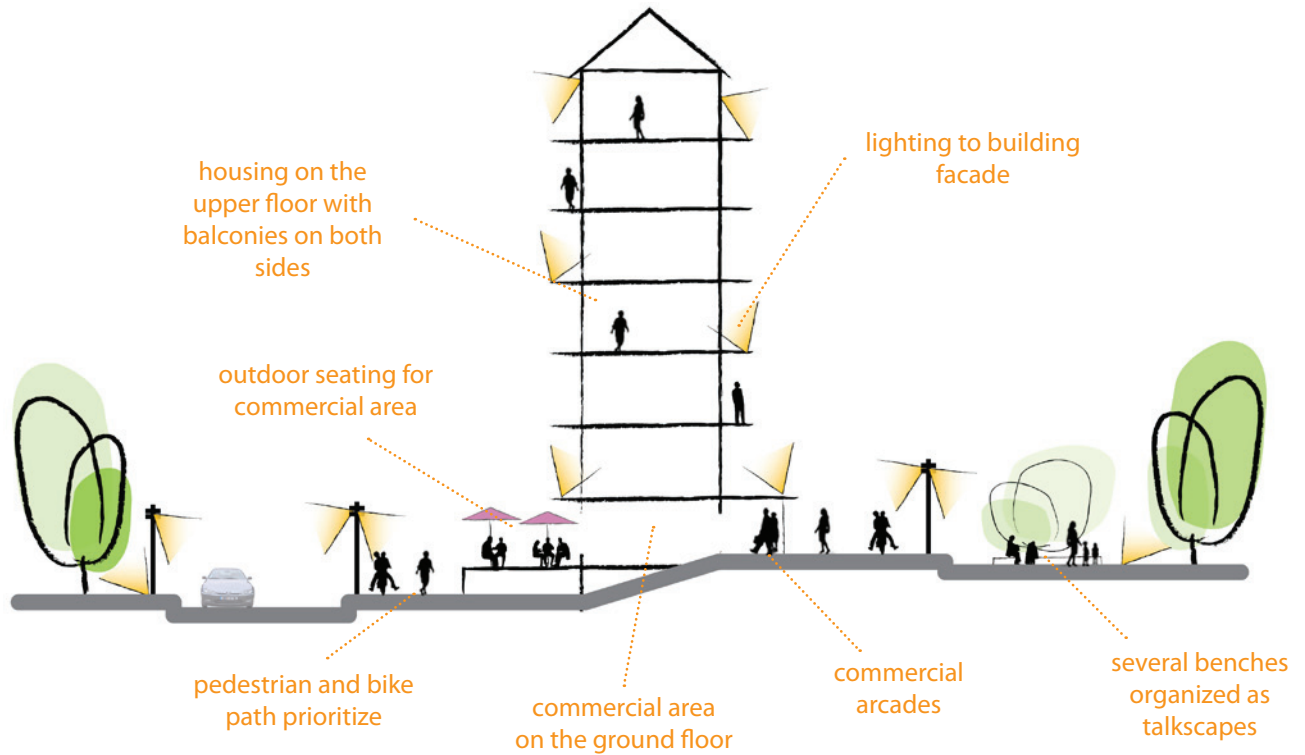 housing on the
upper floor with
balconies on both
sides
lighting to building
facade
outdoor seating for
commercial area
pedestrian and bike
path prioritize
commercial area
on the ground floor
commercial
arcades
several benches
organized as
talkscapes